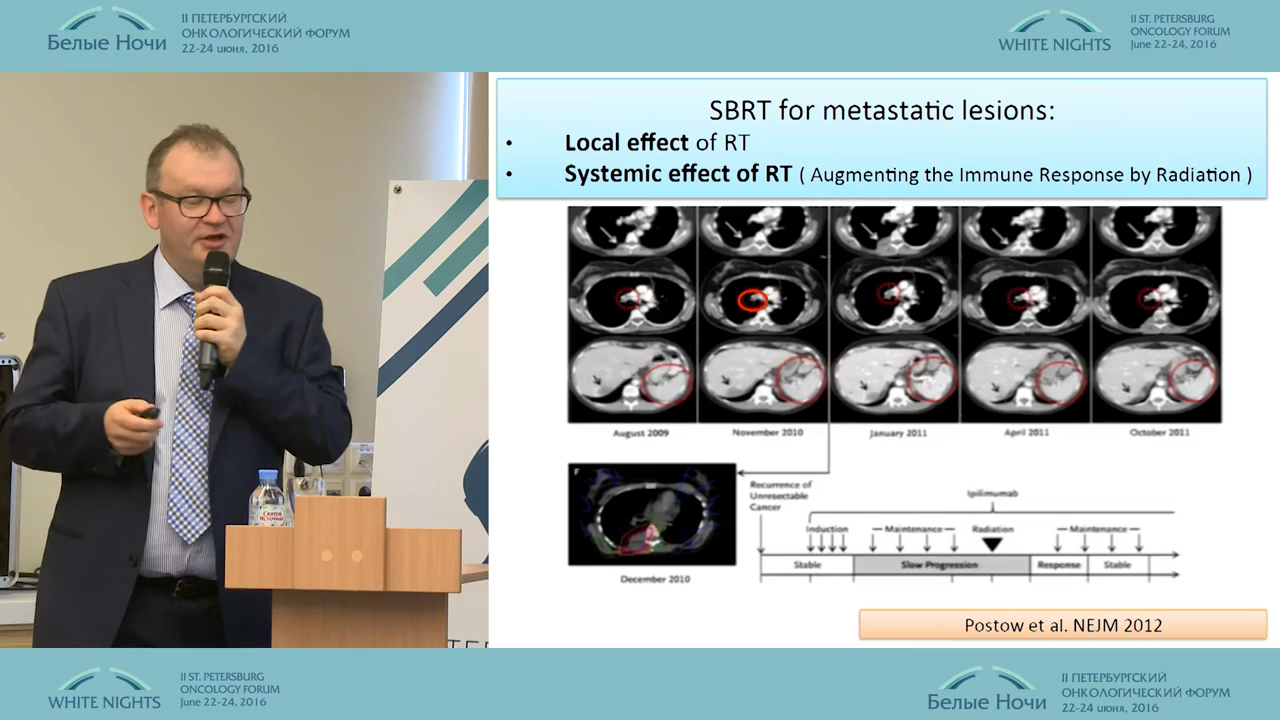 Белые Ночи
II ПЕТЕРБУРГСКИЙ
ОНКОЛОГИЧЕСКИЙ ФОРУМ
22-24 июня, 2016
WHITE NIGHTS
II ST. PETERSBURG
ONCOLOGY FORUM
June 22-24, 2016
SBRT for metastatic lesions:
• Local effect of RT
• Systemic effect of RT ( Augmenting the Immune Response by Radiation )
August 2009
November 2010
January 2011
April 2011
October 2011
F
December 2010
Recurrence of
Unresectable
Cancer
Ipilimumab
Induction
Maintenance
Radiation
Maintenance
Stable
Slow Progression
Response
Stable
Postow et al. NEJM 2012
Святой
Источник
WHITE NIGHTS
II ST. PETERSBURG
ONCOLOGY FORUM
June 22-24, 2016
Белые Ночи
II ПЕТЕРБУРГСКИЙ
ОНКОЛОГИЧЕСКИЙ ФОРУМ
22-24 июня, 2016